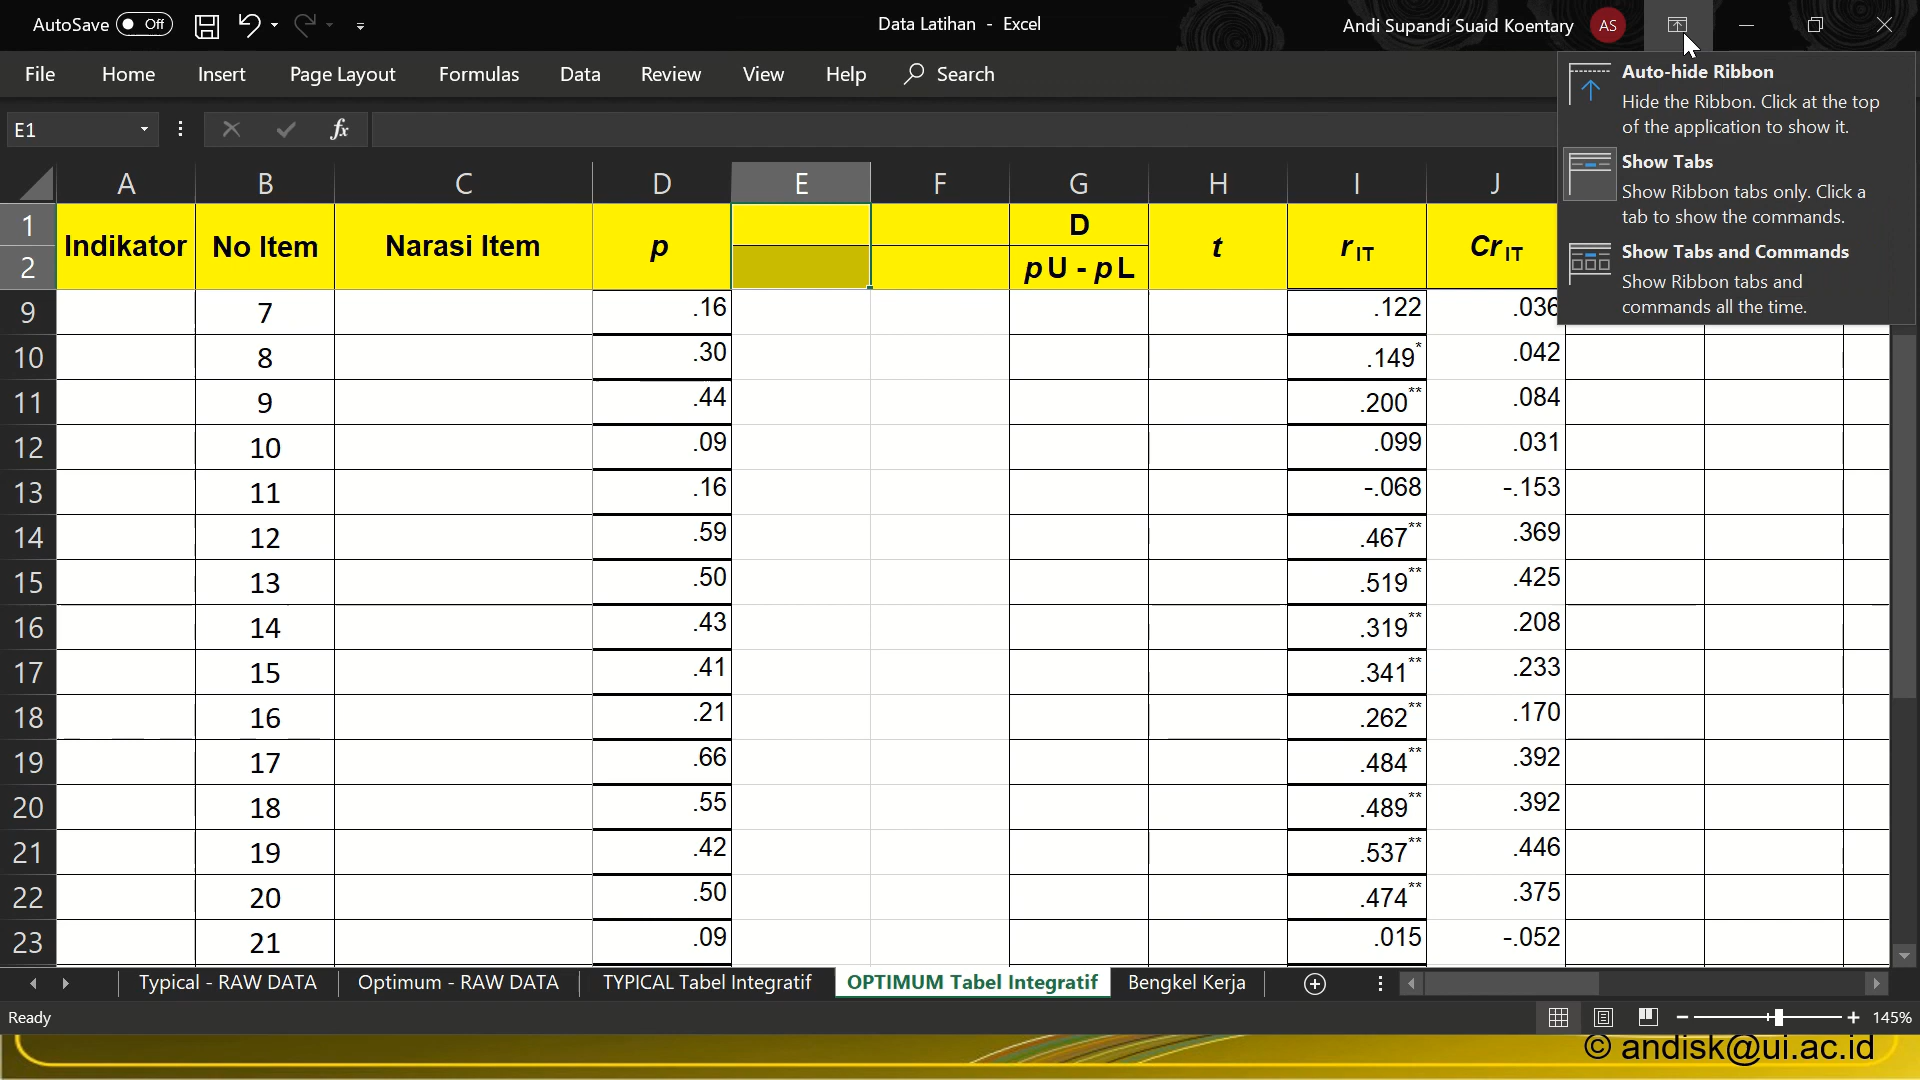 AutoSave Off
Data Latihan - Excel
Andi Supandi Suaid Koentary AS
File Home Insert Page Layout Formulas Data Review View Help Search
Auto-hide Ribbon
Hide the Ribbon. Click at the top
of the application to show it.
Show Tabs
Show Ribbon tabs only. Click a
tab to show the commands.
Show Tabs and Commands
Show Ribbon tabs and
commands all the time.
E1 fx
A B C D E F G H I J
1 2 Indikator No Item Narasi Item p D t rIT CrIT
pU - pL
9 7 .16 .122 .036
10 8 .30 .149* .042
11 9 .44 .200** .084
12 10 .09 .099 .031
13 11 .16 -.068 -.153
14 12 .59 .467** .369
15 13 .50 .519** .425
16 14 .43 .319** .208
17 15 .41 .341** .233
18 16 .21 .262** .170
19 17 .66 .484** .392
20 18 .55 .489** .392
21 19 .42 .537** .446
22 20 .50 .474** .375
23 21 .09 .015 -.052
Typical - RAW DATA Optimum - RAW DATA TYPICAL Tabel Integratif OPTIMUM Tabel Integratif Bengkel Kerja
Ready 145%
© andisk@ui.ac.id